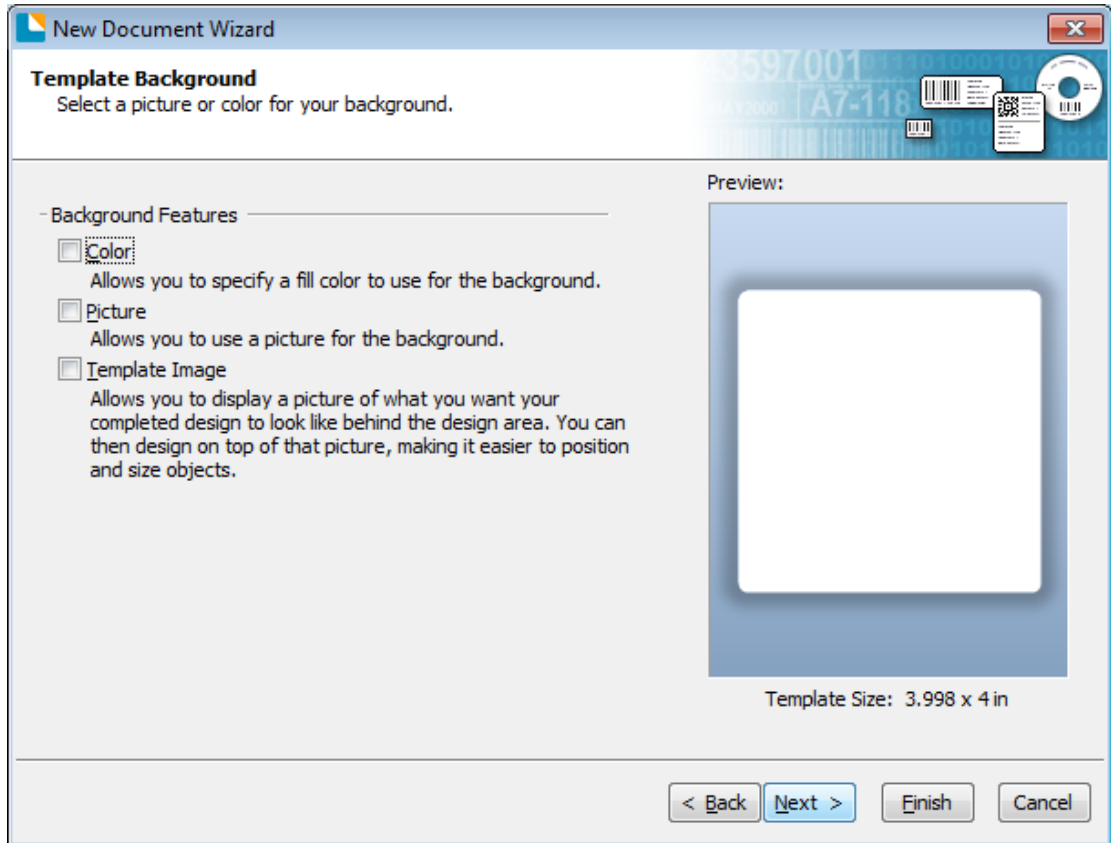 New Document Wizard
Template Background
Select a picture or color for your background.
43597001
A7-118
Preview:
Background Features
Color
Allows you to specify a fill color to use for the background.
Picture
Allows you to use a picture for the background.
Template Image
Allows you to display a picture of what you want your
completed design to look like behind the design area. You can
then design on top of that picture, making it easier to position
and size objects.
Template Size: 3.998 x 4 in
< Back
Next >
Finish
Cancel